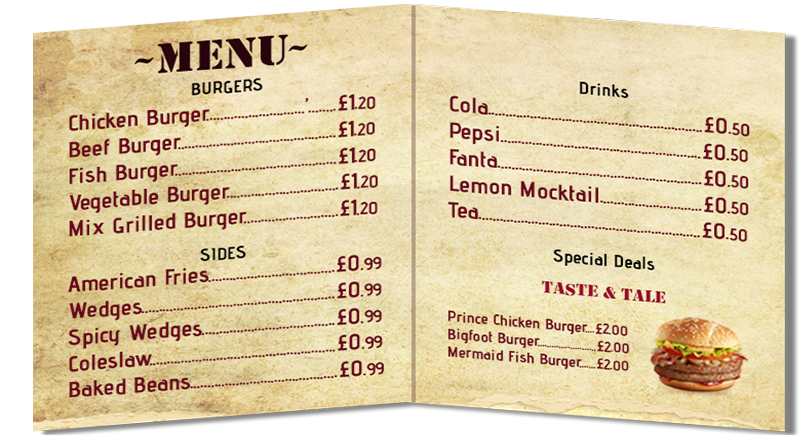 ~MENU~
BURGERS
Chicken Burger £1.20
Beef Burger £1.20
Fish Burger £1.20
Vegetable Burger £1.20
Mix Grilled Burger £1.20
SIDES
American Fries £0.99
Wedges £0.99
Spicy Wedges £0.99
Coleslaw £0.99
Baked Beans £0.99
Drinks
Cola £0.50
Pepsi £0.50
Fanta £0.50
Lemon Mocktail £0.50
Tea £0.50
Special Deals
TASTE & TALE
Prince Chicken Burger £2.00
Bigfoot Burger £2.00
Mermaid Fish Burger £2.00